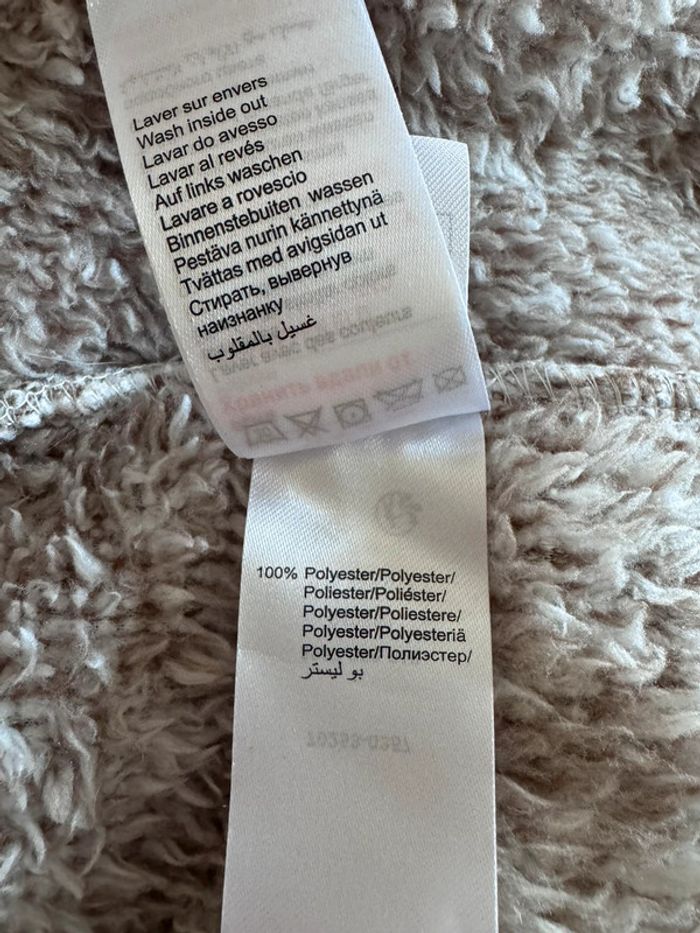 Laver sur envers
Wash inside out
Lavar do avesso
Lavar al revés
Auf links waschen
Lavare a rovescio
Binnenstebuiten wassen
Pestävä nurin kännettynä
Tvättas med avigsidan ut
Стирать, вывернув
наизнанку
غسيل بالمقلوب
100% Polyester/Polyester/
Poliester/Poliéster/
Polyester/Poliestere/
Polyester/Polyesteriä
Polyester/Полиэстер/
بو ليستر